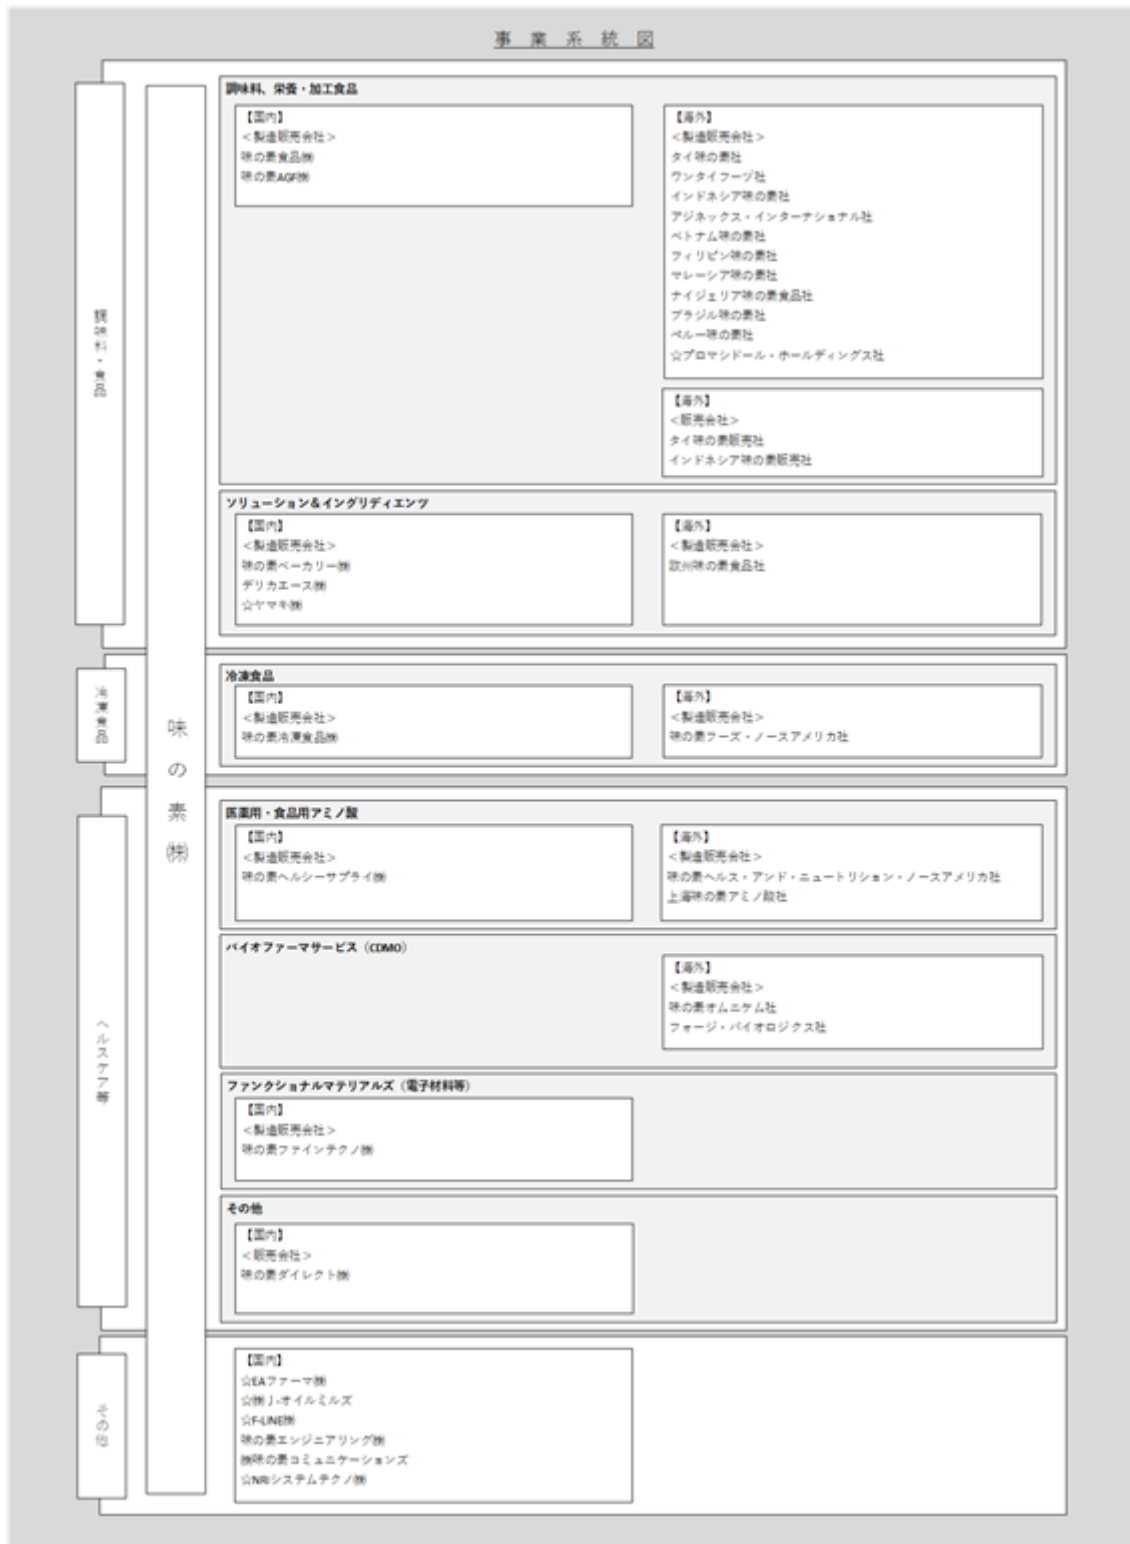 事業系統図
調味料・食品
味の素㈱
調味料、栄養・加工食品
【国内】
<製造販売会社>
味の素食品㈱
味の素AGF㈱
【海外】
<製造販売会社>
タイ味の素社
ワンタイフーヅ社
インドネシア味の素社
アジネックス・インターナショナル社
ベトナム味の素社
フィリピン味の素社
マレーシア味の素社
ナイジェリア味の素食品社
ブラジル味の素社
ペルー味の素社
☆プロマシドール・ホールディングス社
【海外】
<販売会社>
タイ味の素販売社
インドネシア味の素販売社
ソリューション&イングリディエンツ
【国内】
<製造販売会社>
味の素ベーカリー㈱
デリカエース㈱
☆ヤマキ㈱
【海外】
<製造販売会社>
欧州味の素食品社
冷凍食品
冷凍食品
【国内】
<製造販売会社>
味の素冷凍食品㈱
【海外】
<製造販売会社>
味の素フーズ・ノースアメリカ社
ヘルスケア等
医薬用・食品用アミノ酸
【国内】
<製造販売会社>
味の素ヘルシーサプライ㈱
【海外】
<製造販売会社>
味の素ヘルス・アンド・ニュートリション・ノースアメリカ社
上海味の素アミノ酸社
バイオファーマサービス（CDMO）
【海外】
<製造販売会社>
味の素オムニケム社
フォージ・バイオロジクス社
ファンクショナルマテリアルズ（電子材料等）
【国内】
<製造販売会社>
味の素ファインテクノ㈱
その他
【国内】
<販売会社>
味の素ダイレクト㈱
その他
【国内】
☆EAファーマ㈱
☆㈱J-オイルミルズ
☆F-LINE㈱
味の素エンジニアリング㈱
㈱味の素コミュニケーションズ
☆NRIシステムテクノ㈱